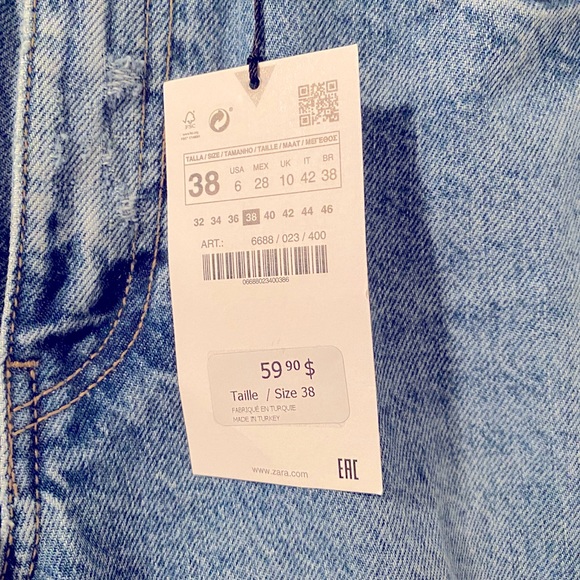 FSC
TALLA / SIZE / TAMANHO / TAILLE / MAAT / ΜΕΓΕΘΟΣ
38 USA MEX UK IT BR
6 28 10 42 38
32 34 36 38 40 42 44 46
ART.: 6688 / 023 / 400
06688023400386
59 90 $
Taille / Size 38
FABRIQUÉ EN TURQUIE
MADE IN TURKEY
www.zara.com
EAC